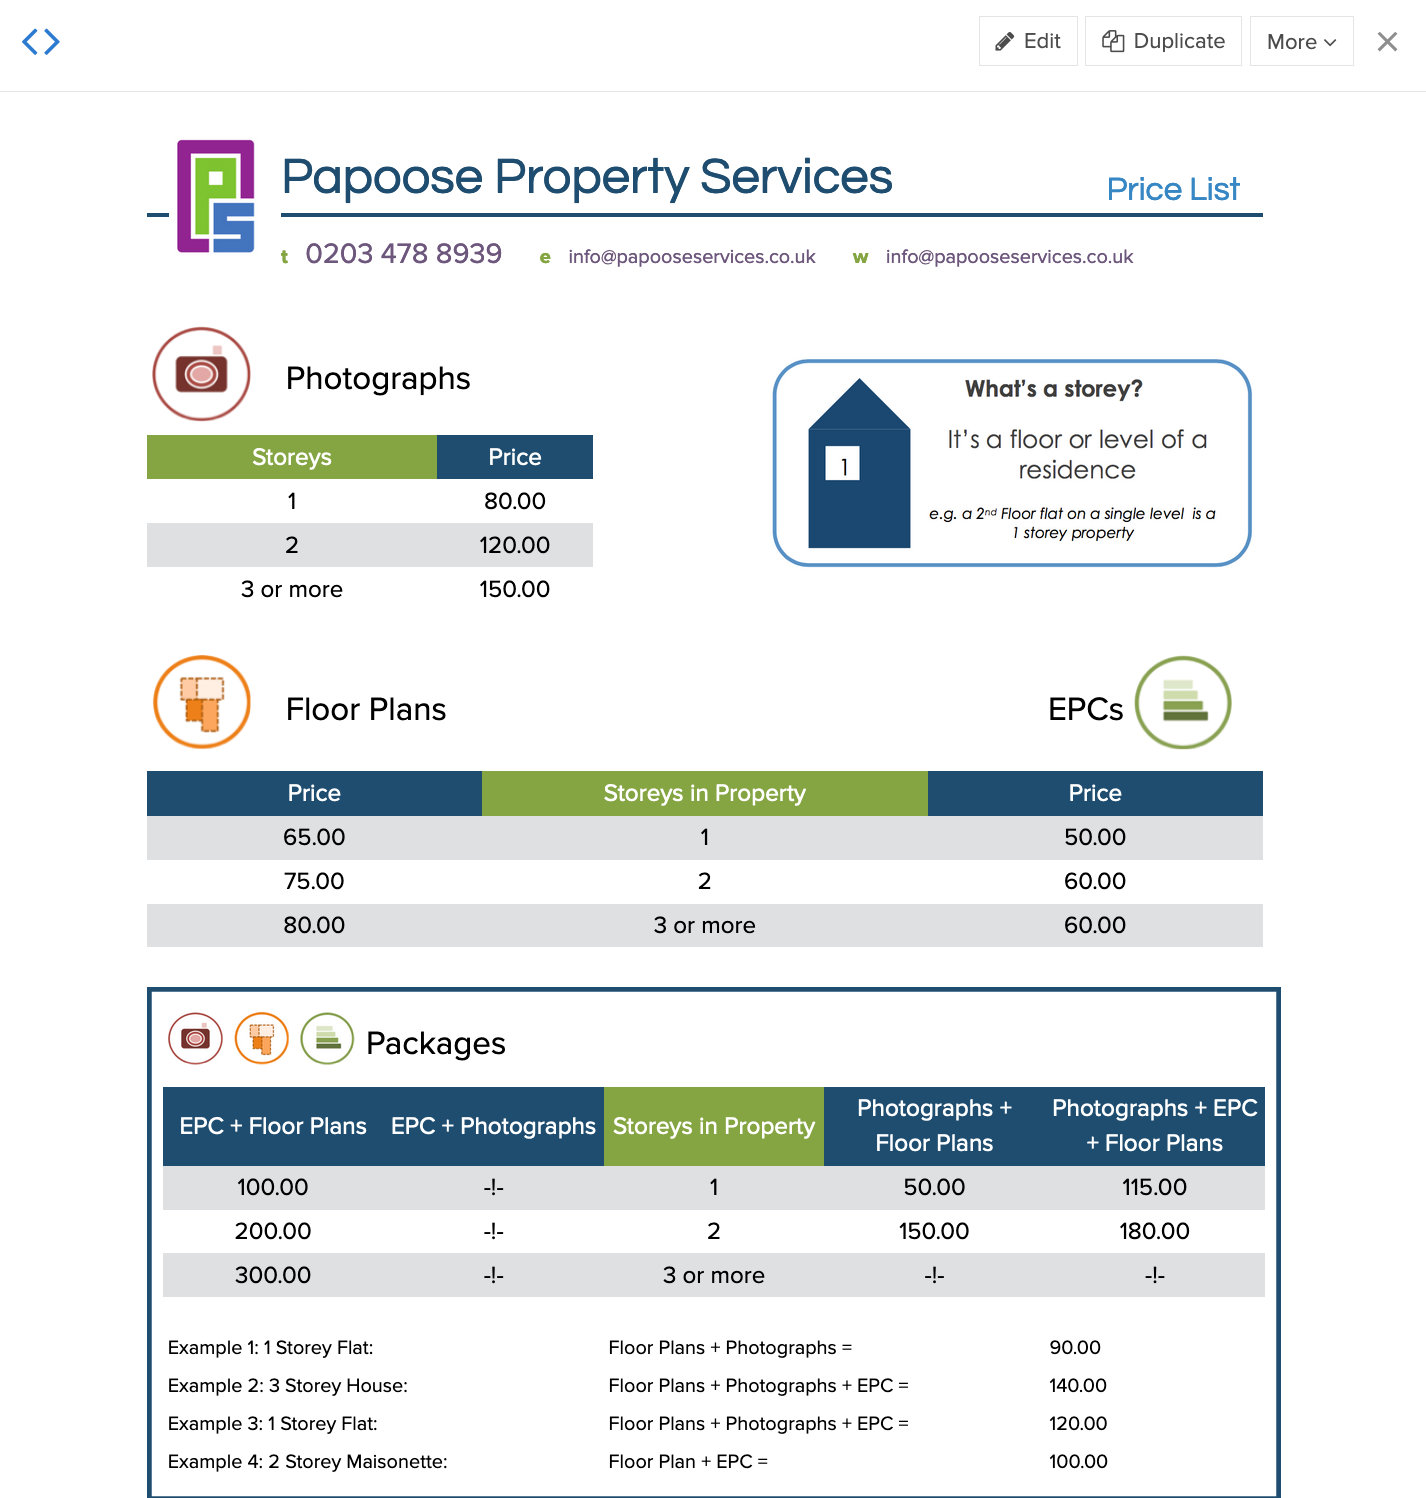 Edit Duplicate More
Papoose Property Services Price List
t 0203 478 8939 e info@papooseservices.co.uk w info@papooseservices.co.uk
Photographs
Storeys Price
1 80.00
2 120.00
3 or more 150.00
What's a storey?
1
It's a floor or level of a
residence
e.g. a 2nd Floor flat on a single level is a
1 storey property
Floor Plans EPCs
Price Storeys in Property Price
65.00 1 50.00
75.00 2 60.00
80.00 3 or more 60.00
Packages
EPC + Floor Plans EPC + Photographs Storeys in Property Photographs + Floor Plans Photographs + EPC + Floor Plans
100.00 -!- 1 50.00 115.00
200.00 -!- 2 150.00 180.00
300.00 -!- 3 or more -!- -!-
Example 1: 1 Storey Flat: Floor Plans + Photographs = 90.00
Example 2: 3 Storey House: Floor Plans + Photographs + EPC = 140.00
Example 3: 1 Storey Flat: Floor Plans + Photographs + EPC = 120.00
Example 4: 2 Storey Maisonette: Floor Plan + EPC = 100.00